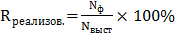 Rреализов. = Nф/Nвыст × 100%